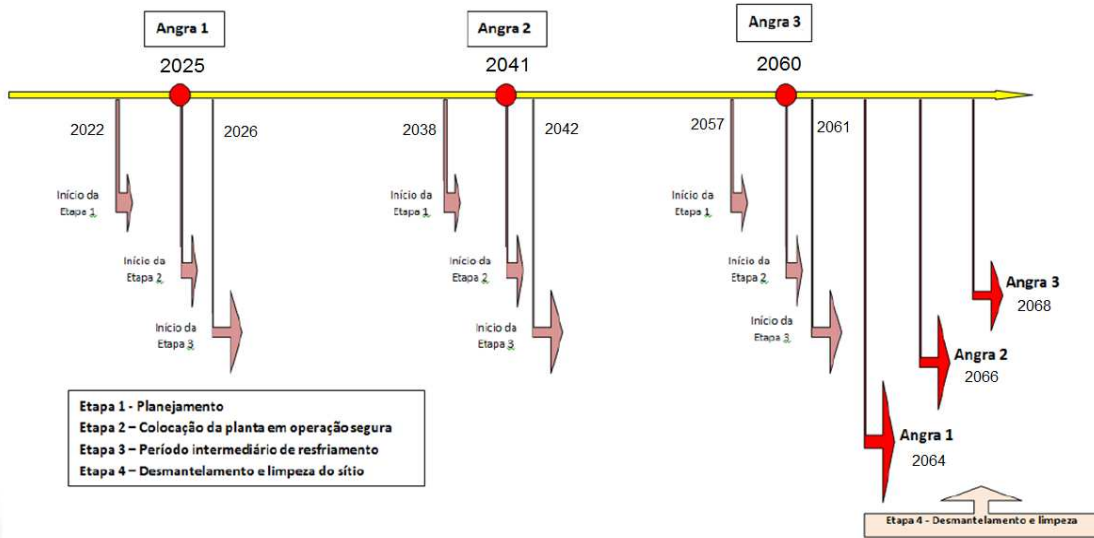 Angra 1
Angra 2
Angra 3
2025
2041
2060
2022
2026
2038
2042
2057
2061
Início da
Etapa 1
Início da
Etapa 1
Início da
Etapa 1
Início da
Etapa 2
Início da
Etapa 2
Início da
Etapa 2
Início da
Etapa 3
Início da
Etapa 3
Início da
Etapa 3
Angra 3
2068
Angra 2
2066
Angra 1
2064
Etapa 1 - Planejamento
Etapa 2 – Colocação da planta em operação segura
Etapa 3 – Período intermediário de resfriamento
Etapa 4 – Desmantelamento e limpeza do sítio
Etapa 4 - Desmantelamento e limpeza